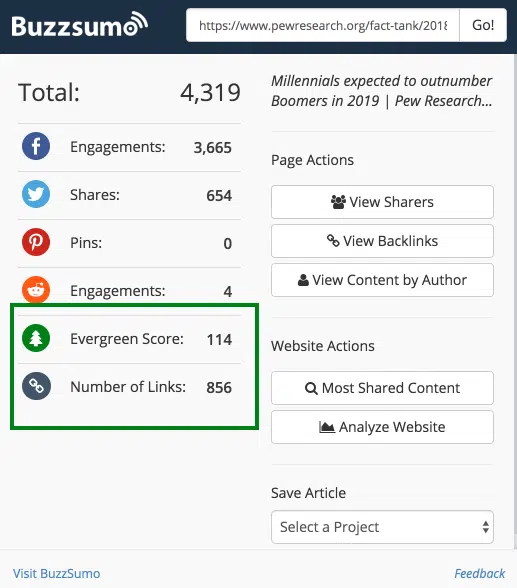 Buzzsumo
https://www.pewresearch.org/fact-tank/2018
Go!
Total: 4,319
Engagements: 3,665
Shares: 654
Pins: 0
Engagements: 4
Evergreen Score: 114
Number of Links: 856
Millennials expected to outnumber
Boomers in 2019 | Pew Research...
Page Actions
View Sharers
View Backlinks
View Content by Author
Website Actions
Most Shared Content
Analyze Website
Save Article
Select a Project
Visit BuzzSumo
Feedback